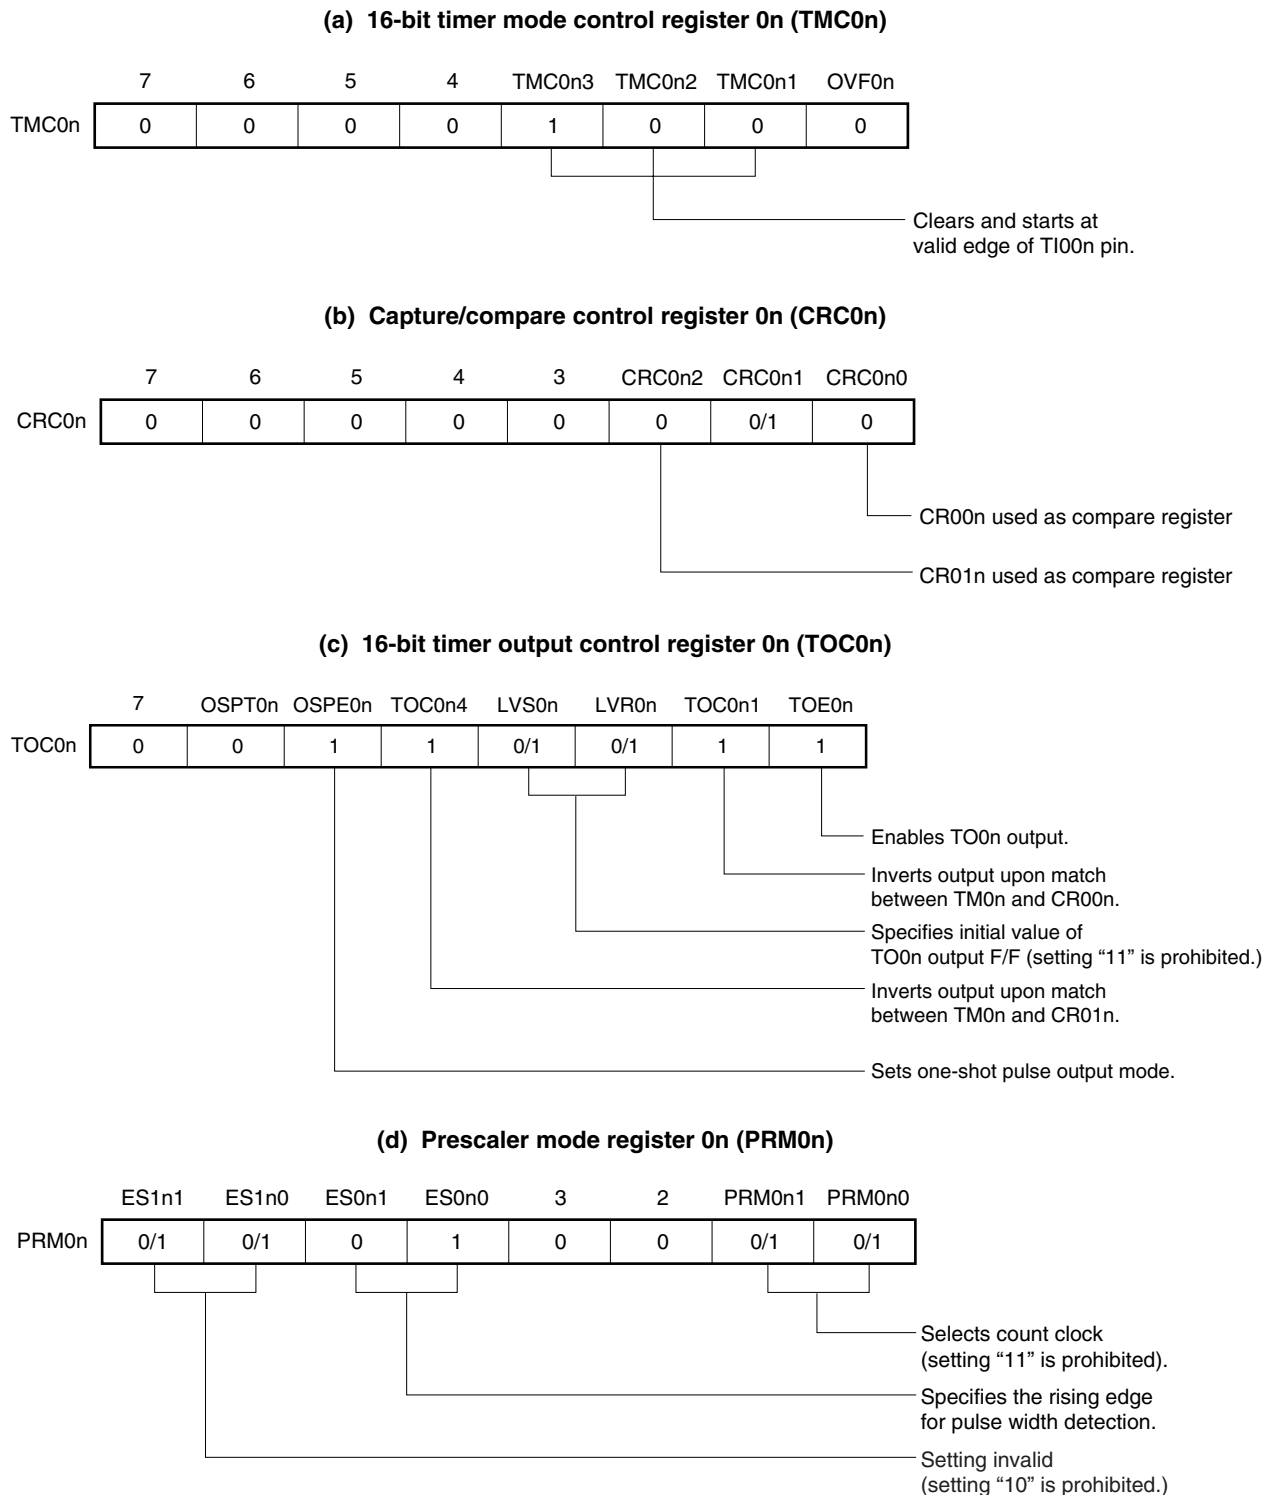 (a) 16-bit timer mode control register 0n (TMC0n)
7 6 5 4 TMC0n3 TMC0n2 TMC0n1 OVF0n
TMC0n 0 0 0 0 1 0 0 0
Clears and starts at
valid edge of TI00n pin.
(b) Capture/compare control register 0n (CRC0n)
7 6 5 4 3 CRC0n2 CRC0n1 CRC0n0
CRC0n 0 0 0 0 0 0 0/1 0
CR00n used as compare register
CR01n used as compare register
(c) 16-bit timer output control register 0n (TOC0n)
7 OSPT0n OSPE0n TOC0n4 LVS0n LVR0n TOC0n1 TOE0n
TOC0n 0 0 1 1 0/1 0/1 1 1
Enables TO0n output.
Inverts output upon match
between TM0n and CR00n.
Specifies initial value of
TO0n output F/F (setting “11” is prohibited.)
Inverts output upon match
between TM0n and CR01n.
Sets one-shot pulse output mode.
(d) Prescaler mode register 0n (PRM0n)
ES1n1 ES1n0 ES0n1 ES0n0 3 2 PRM0n1 PRM0n0
PRM0n 0/1 0/1 0 1 0 0 0/1 0/1
Selects count clock
(setting “11” is prohibited).
Specifies the rising edge
for pulse width detection.
Setting invalid
(setting “10” is prohibited.)